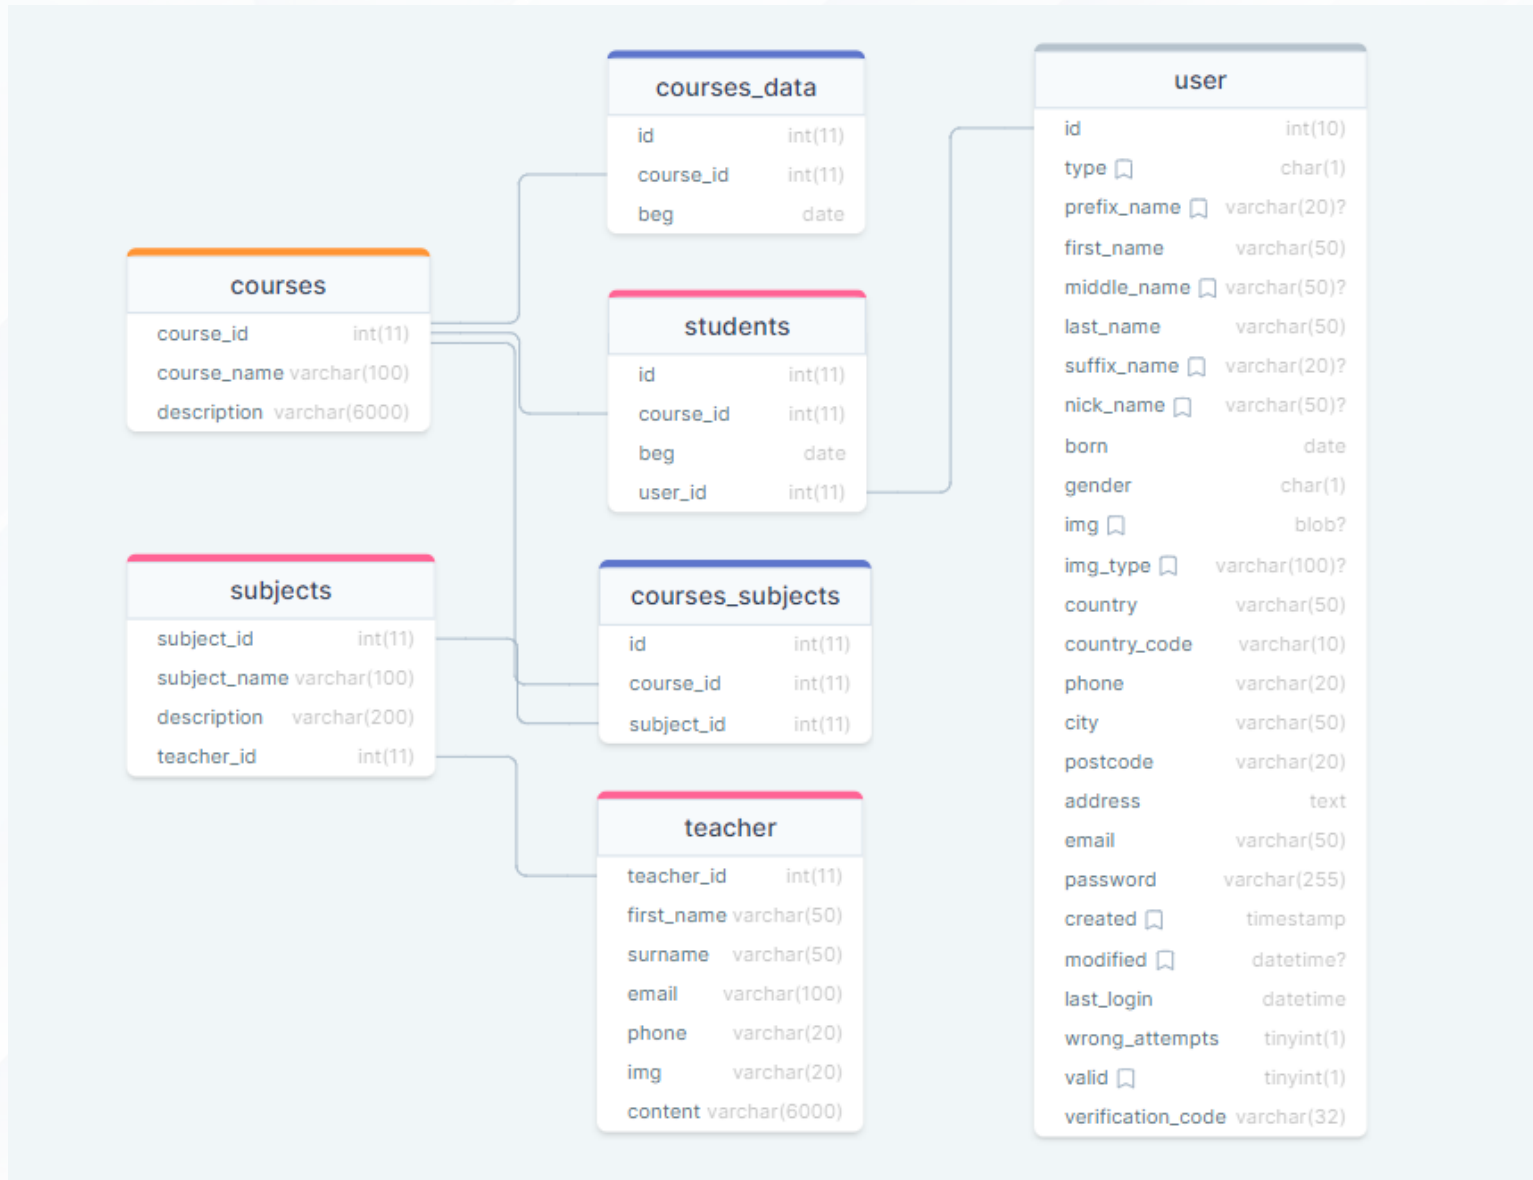 courses_data
id int(11)
course_id int(11)
beg date
user
id int(10)
type char(1)
prefix_name varchar(20)?
first_name varchar(50)
middle_name varchar(50)?
last_name varchar(50)
suffix_name varchar(20)?
nick_name varchar(50)?
born date
gender char(1)
img blob?
img_type varchar(100)?
country varchar(50)
country_code varchar(10)
phone varchar(20)
city varchar(50)
postcode varchar(20)
address text
email varchar(50)
password varchar(255)
created timestamp
modified datetime?
last_login datetime
wrong_attempts tinyint(1)
valid tinyint(1)
verification_code varchar(32)
courses
course_id int(11)
course_name varchar(100)
description varchar(6000)
students
id int(11)
course_id int(11)
beg date
user_id int(11)
subjects
subject_id int(11)
subject_name varchar(100)
description varchar(200)
teacher_id int(11)
courses_subjects
id int(11)
course_id int(11)
subject_id int(11)
teacher
teacher_id int(11)
first_name varchar(50)
surname varchar(50)
email varchar(100)
phone varchar(20)
img varchar(20)
content varchar(6000)